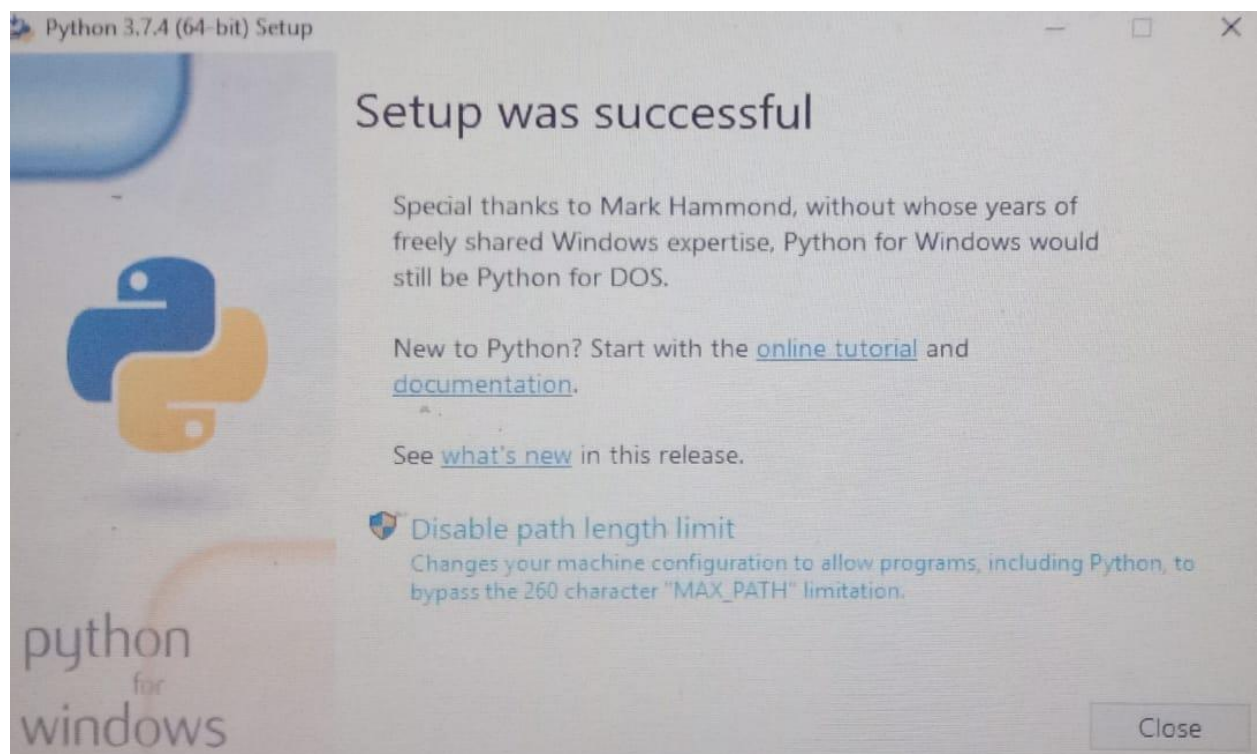 Python 3.7.4 (64-bit) Setup
Setup was successful
Special thanks to Mark Hammond, without whose years of
freely shared Windows expertise, Python for Windows would
still be Python for DOS.
New to Python? Start with the online tutorial and
documentation.
See what's new in this release.
Disable path length limit
Changes your machine configuration to allow programs, including Python, to
bypass the 260 character "MAX_PATH" limitation.
python
for
windows
Close